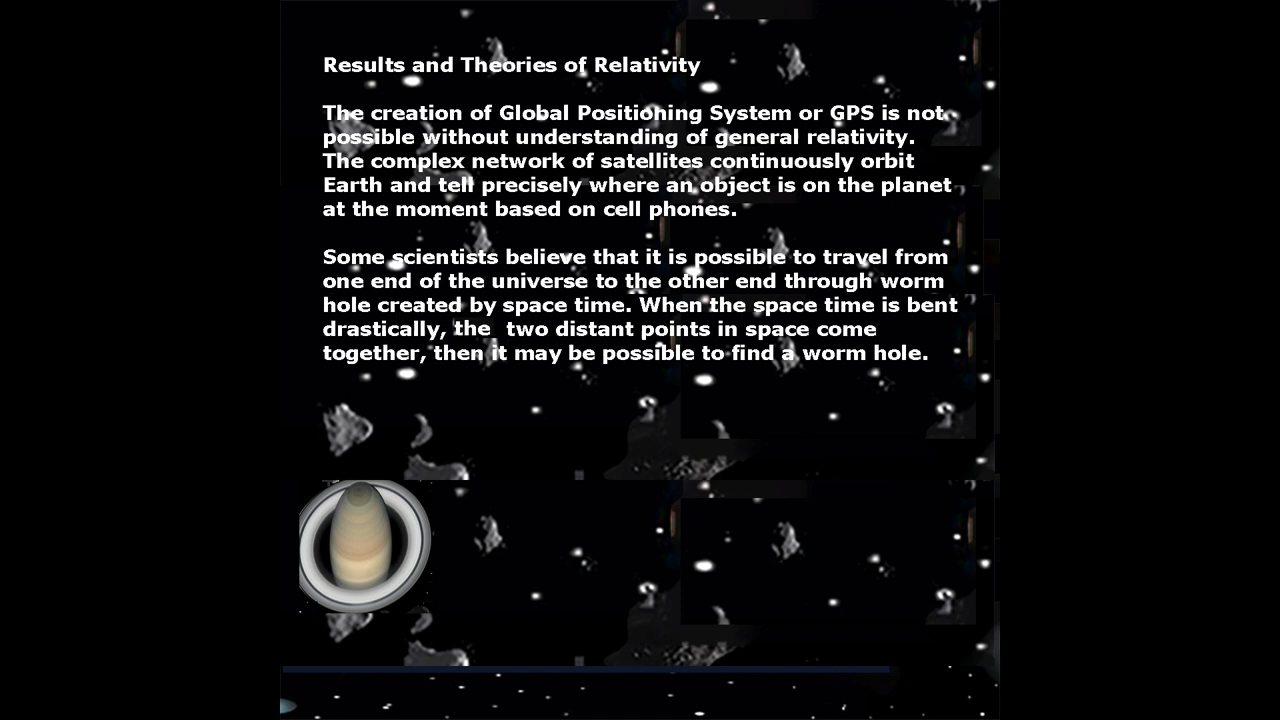 Results and Theories of Relativity
The creation of Global Positioning System or GPS is not
possible without understanding of general relativity.
The complex network of satellites continuously orbit
Earth and tell precisely where an object is on the planet
at the moment based on cell phones.
Some scientists believe that it is possible to travel from
one end of the universe to the other end through worm
hole created by space time. When the space time is bent
drastically, the two distant points in space come
together, then it may be possible to find a worm hole.